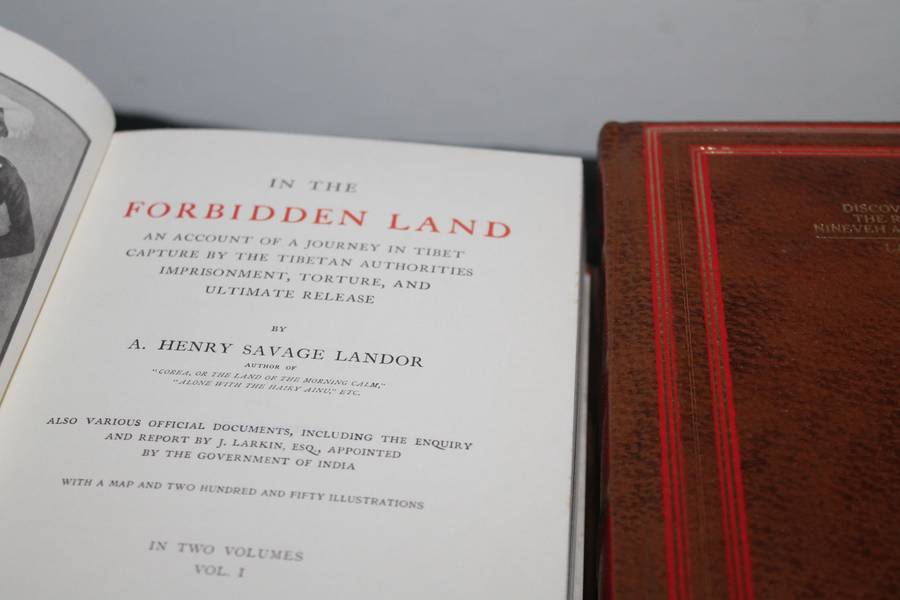 IN THE
FORBIDDEN LAND
AN ACCOUNT OF A JOURNEY IN TIBET
CAPTURE BY THE TIBETAN AUTHORITIES
IMPRISONMENT, TORTURE, AND
ULTIMATE RELEASE
BY
A. HENRY SAVAGE LANDOR
AUTHOR OF
"COREA, OR THE LAND OF THE MORNING CALM,"
"ALONE WITH THE HAIRY AINU," ETC.
ALSO VARIOUS OFFICIAL DOCUMENTS, INCLUDING THE ENQUIRY
AND REPORT BY J. LARKIN, ESQ., APPOINTED
BY THE GOVERNMENT OF INDIA
WITH A MAP AND TWO HUNDRED AND FIFTY ILLUSTRATIONS
IN TWO VOLUMES
VOL. I
DISCOV
THE R
NINEVEH A